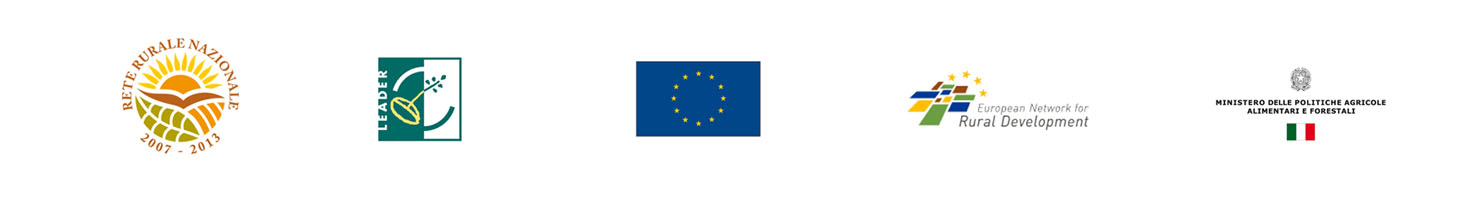 RETE RURALE NAZIONALE
2007 - 2013
LEADER
European Network for
Rural Development
MINISTERO DELLE POLITICHE AGRICOLE
ALIMENTARI E FORESTALI